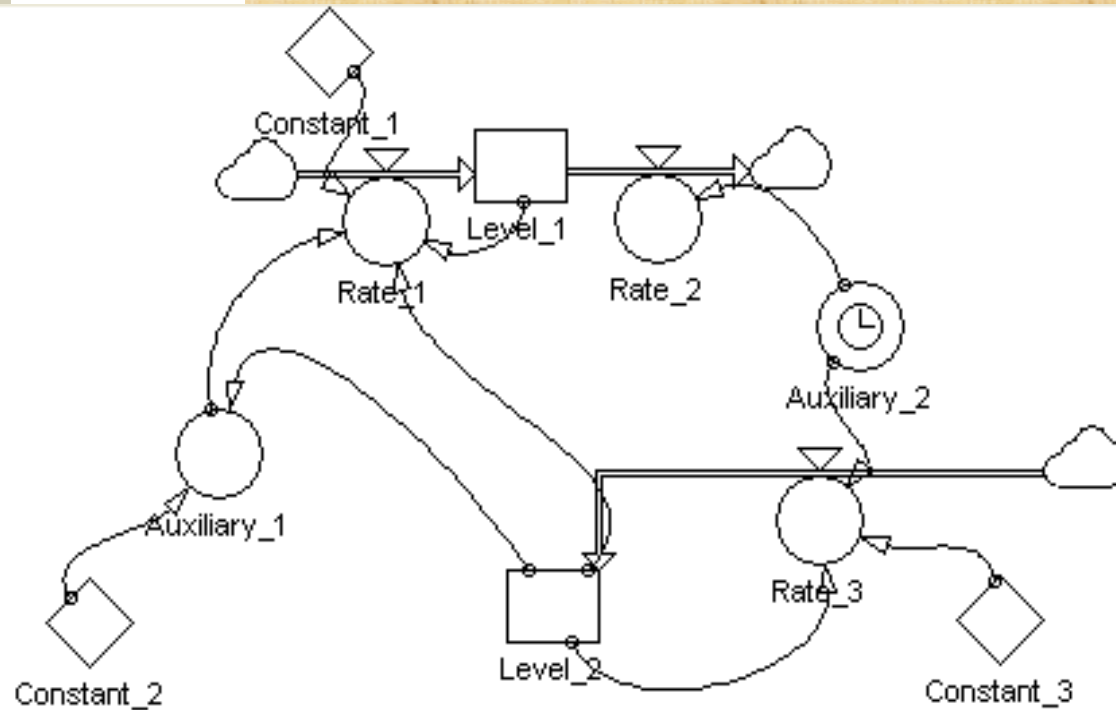 Constant_1
Level_1
Rate_1
Rate_2
Auxiliary_2
Auxiliary_1
Rate_3
Level_2
Constant_2
Constant_3